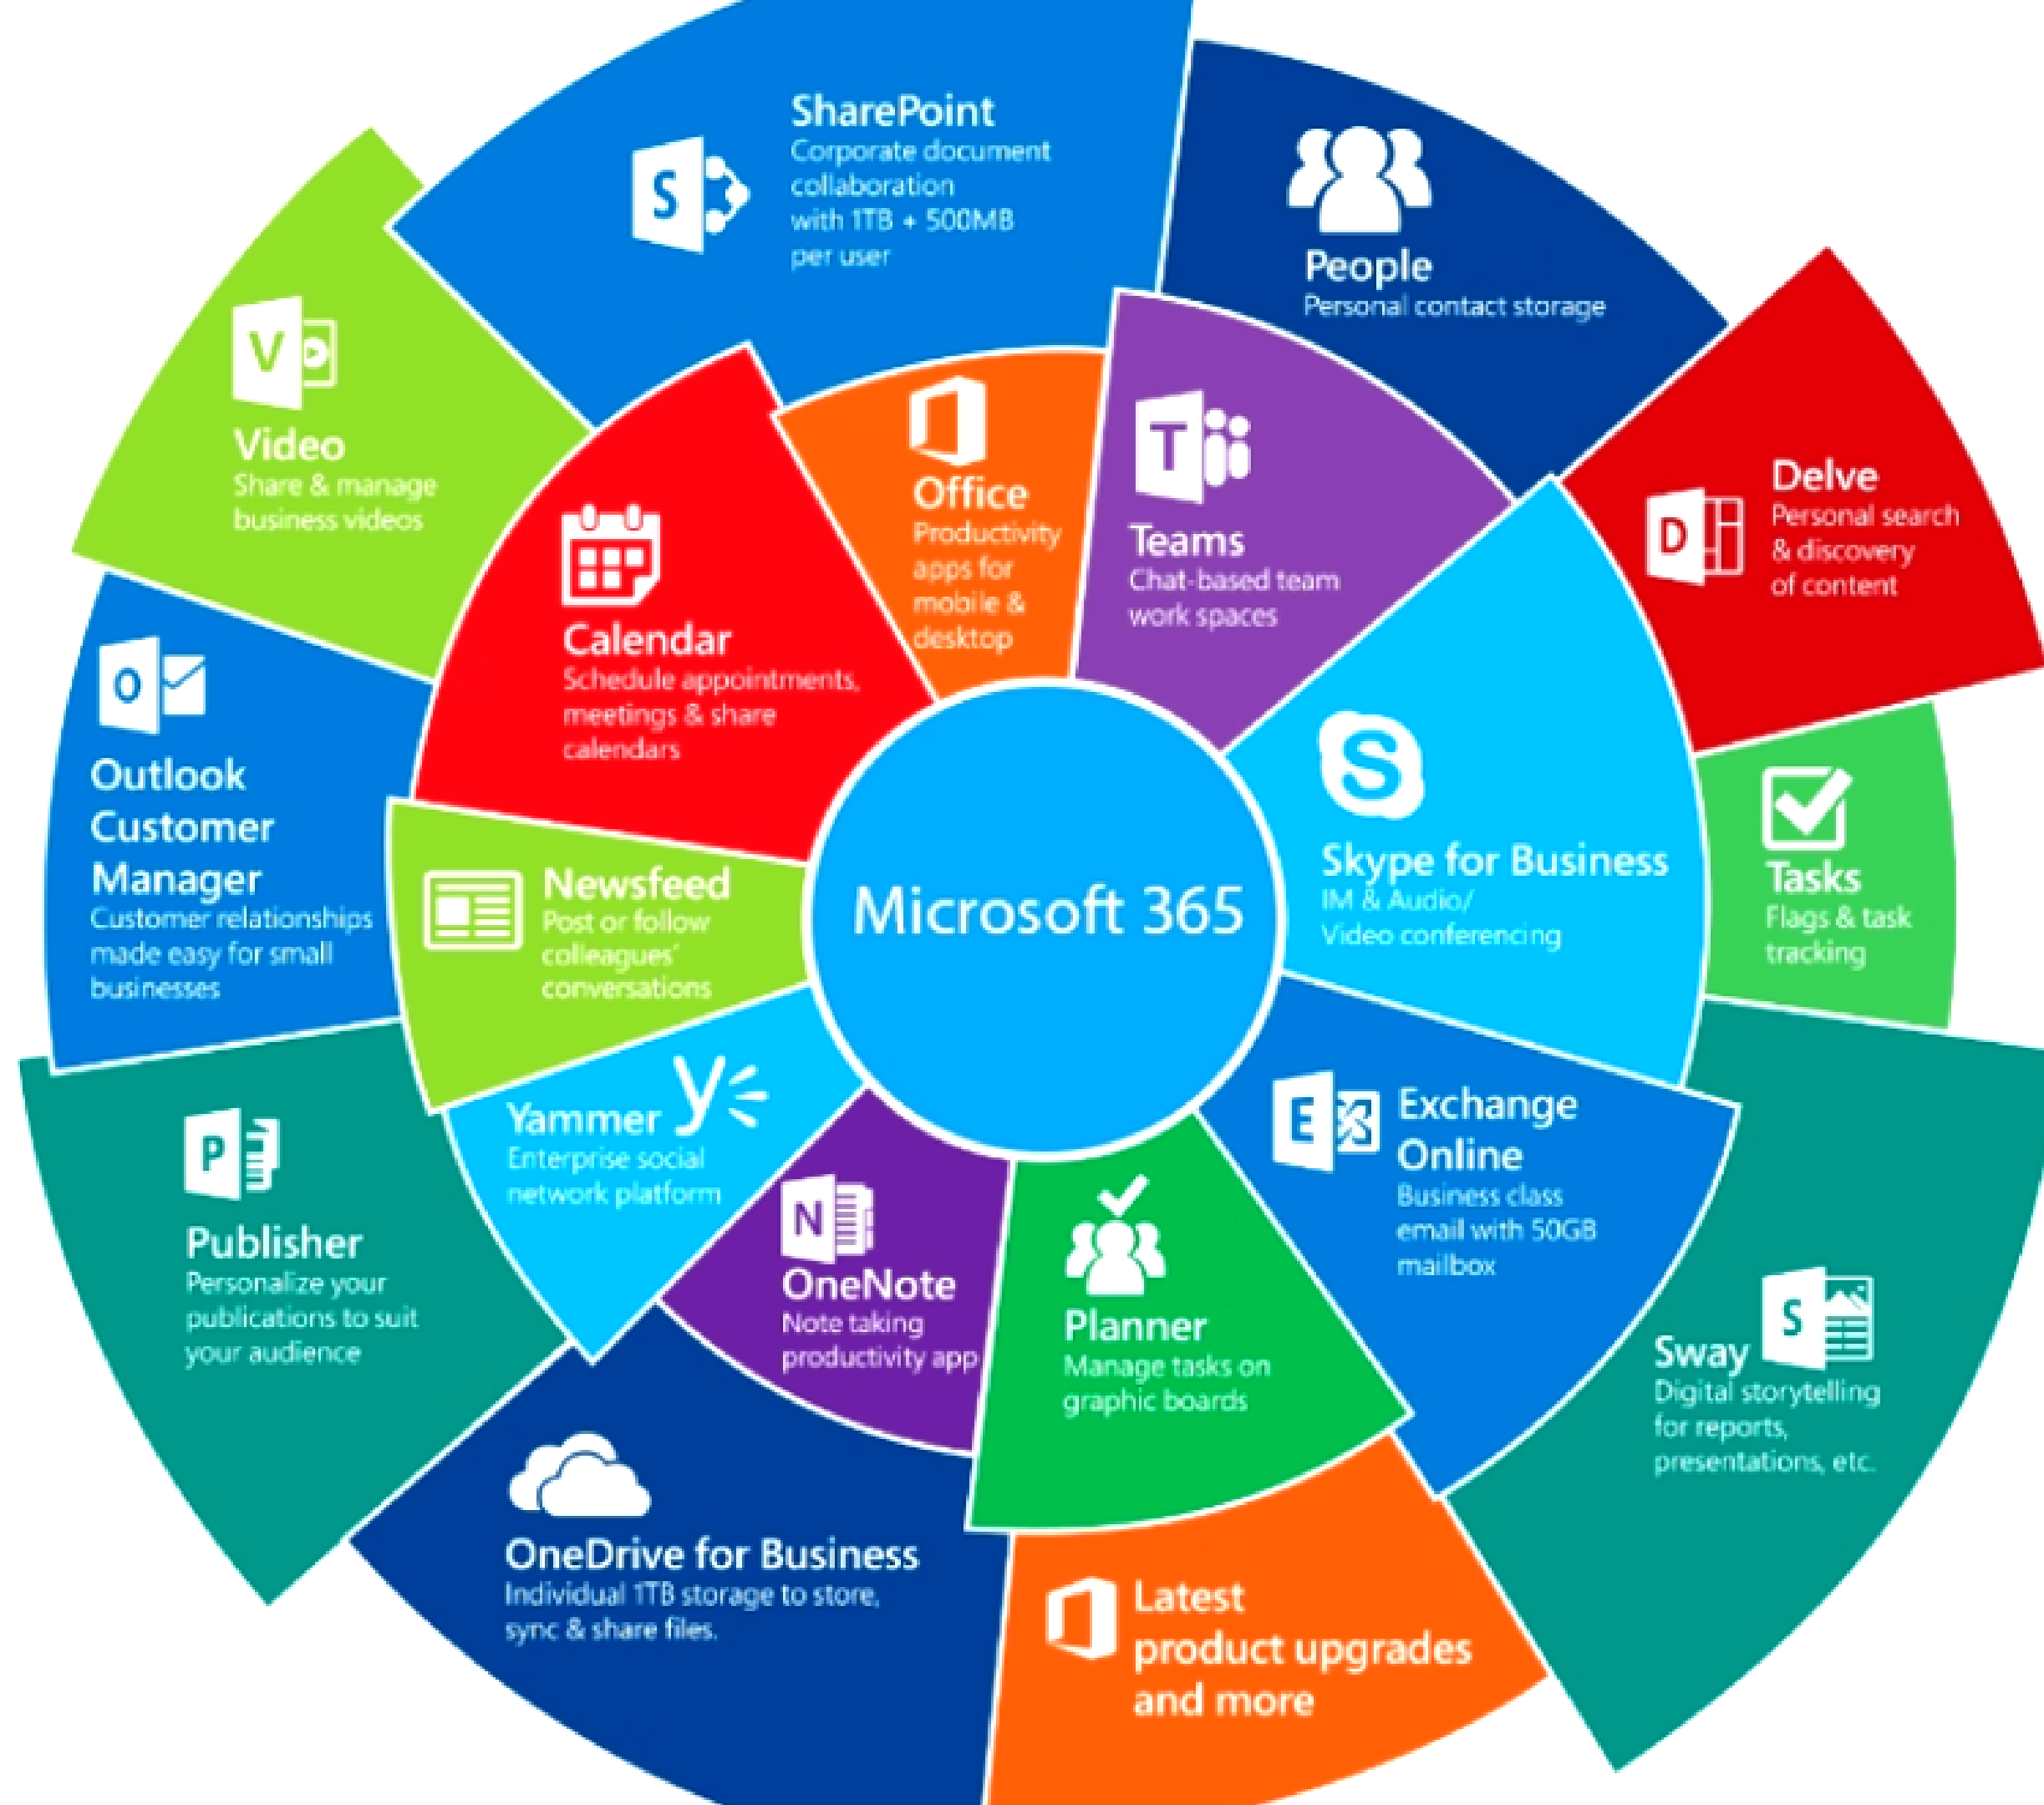 SharePoint
Corporate document
collaboration
with 1TB + 500MB
per user
S
People
Personal contact storage
V
Video
Share & manage
business videos
Delve
Personal search
& discovery
of content
D
Office
Productivity
apps for
mobile &
desktop
T
Teams
Chat-based team
work spaces
Calendar
Schedule appointments,
meetings & share
calendars
O
Outlook
Customer
Manager
Customer relationships
made easy for small
businesses
Newsfeed
Post or follow
colleagues'
conversations
Microsoft 365
S
Skype for Business
IM & Audio/
Video conferencing
Tasks
Flags & task
tracking
Yammer
y
Enterprise social
network platform
E
Exchange
Online
Business class
email with 50GB
mailbox
P
Publisher
Personalize your
publications to suit
your audience
N
OneNote
Note taking
productivity app
Planner
Manage tasks on
graphic boards
Sway
S
Digital storytelling
for reports,
presentations, etc.
OneDrive for Business
Individual 1TB storage to store,
sync & share files.
Latest
product upgrades
and more